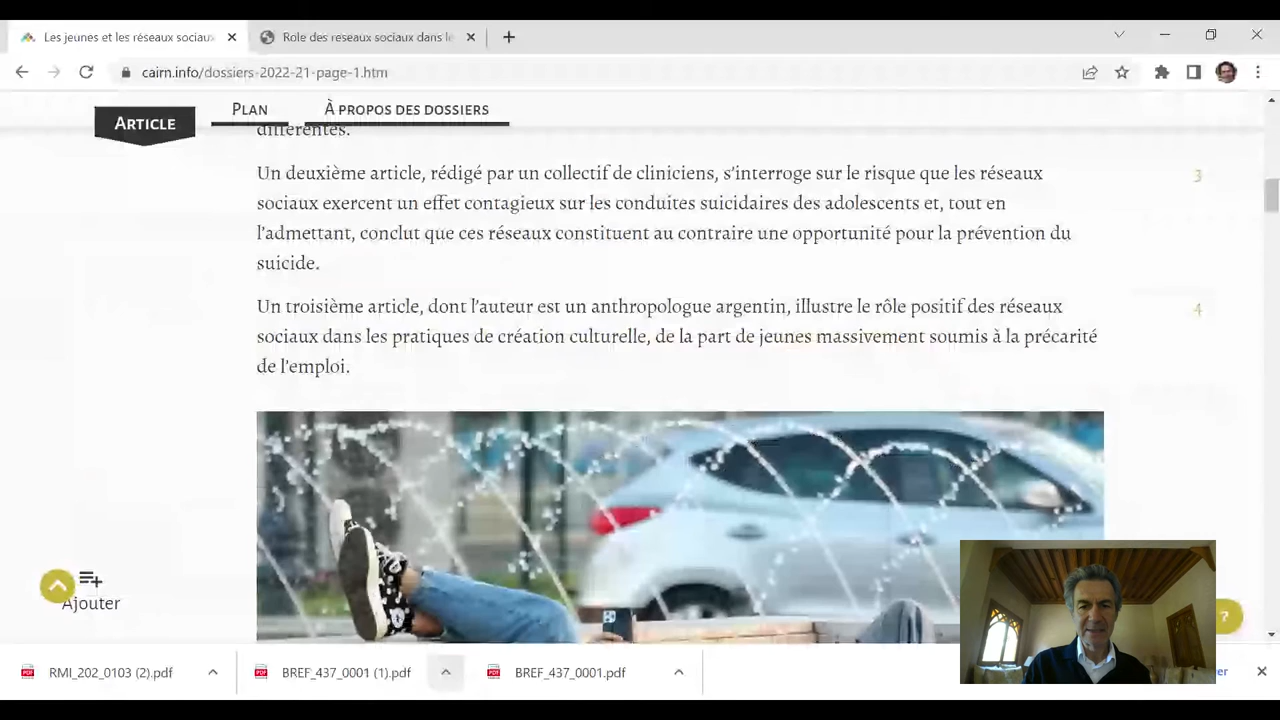 Les jeunes et les réseaux sociaux
Role des reseaux sociaux dans le
cairn.info/dossiers-2022-21-page-1.htm
ARTICLE
PLAN
À PROPOS DES DOSSIERS
différentes.
Un deuxième article, rédigé par un collectif de cliniciens, s'interroge sur le risque que les réseaux
3
sociaux exercent un effet contagieux sur les conduites suicidaires des adolescents et, tout en
l'admettant, conclut que ces réseaux constituent au contraire une opportunité pour la prévention du
suicide.
Un troisième article, dont l'auteur est un anthropologue argentin, illustre le rôle positif des réseaux
4
sociaux dans les pratiques de création culturelle, de la part de jeunes massivement soumis à la précarité
de l'emploi.
Ajouter
?
RMI_202_0103 (2).pdf
BREF_437_0001 (1).pdf
BREF_437_0001.pdf